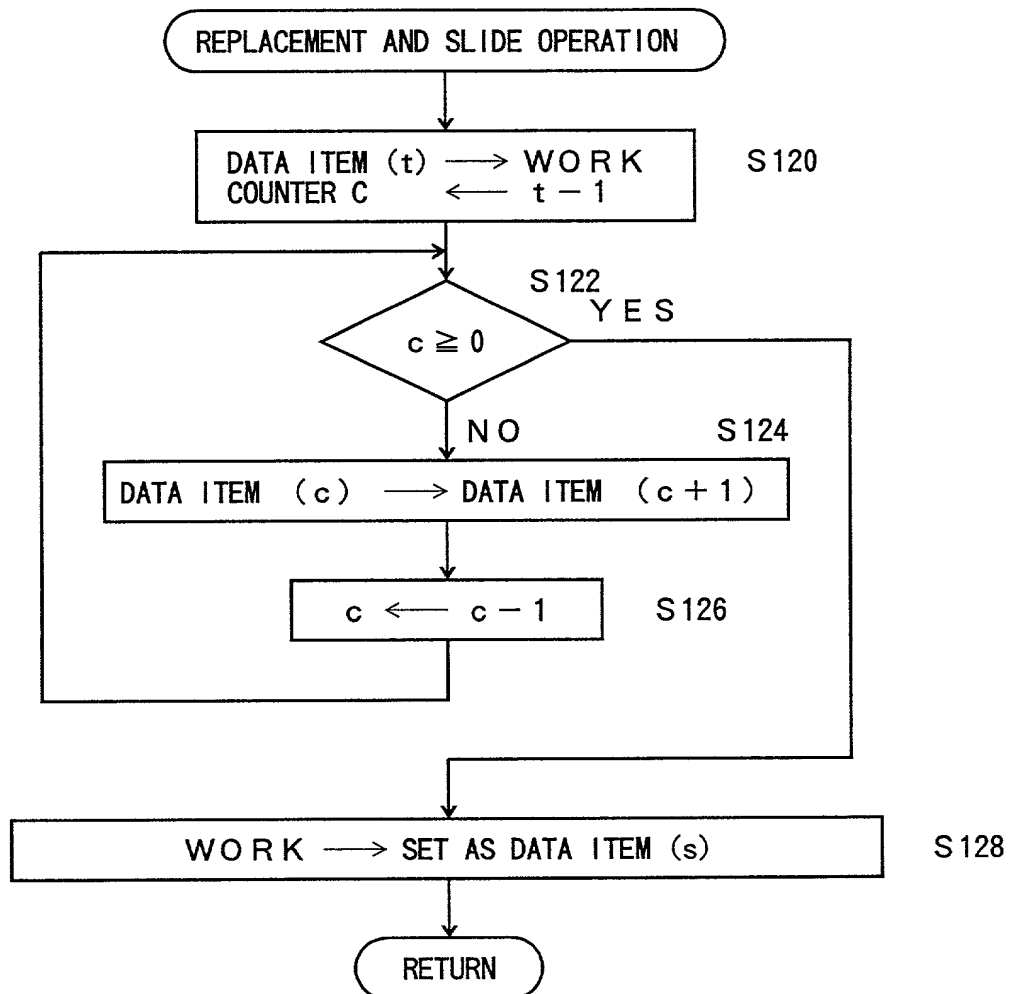 REPLACEMENT AND SLIDE OPERATION
DATA ITEM (t) ⟶ WORK
COUNTER C ⟵ t − 1
S120
S122
YES
c ≧ 0
NO
S124
DATA ITEM (c) ⟶ DATA ITEM (c + 1)
c ⟵ c − 1
S126
WORK ⟶ SET AS DATA ITEM (s)
S128
RETURN